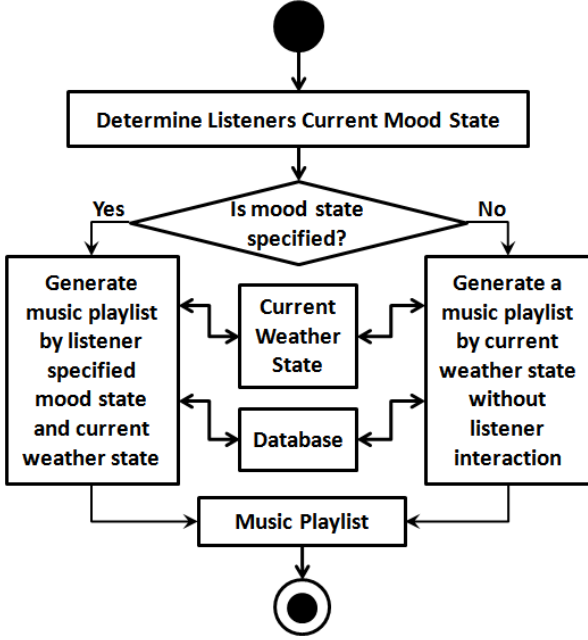 Determine Listeners Current Mood State
Is mood state
specified?
Yes
No
Generate
music playlist
by listener
specified
mood state
and current
weather state
Current
Weather
State
Database
Generate a
music playlist
by current
weather state
without
listener
interaction
Music Playlist